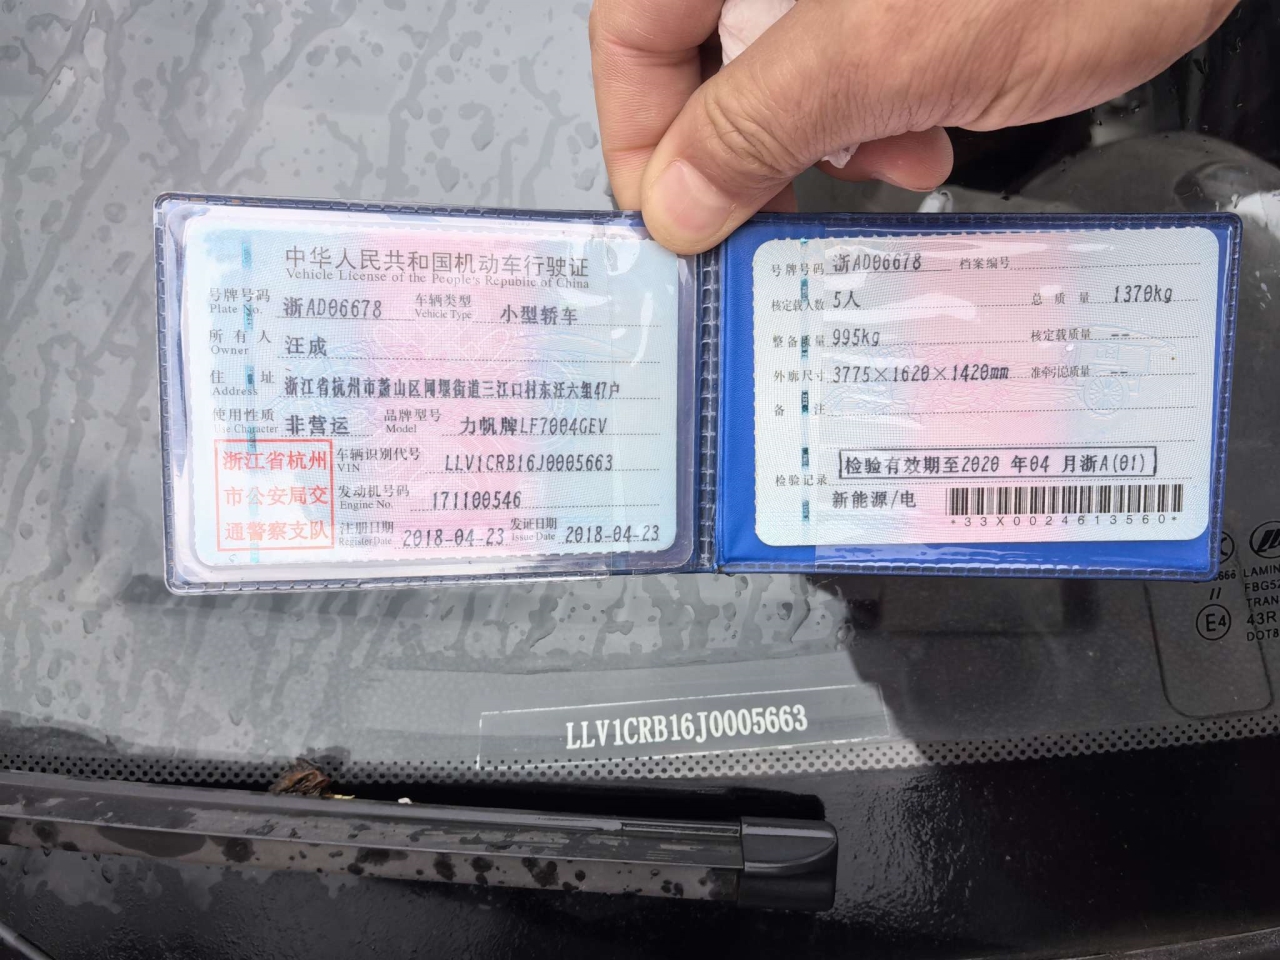 中华人民共和国机动车行驶证
Vehicle License of the People's Republic of China
号牌号码 浙AD06678 车辆类型 小型轿车
Plate No. Vehicle Type
所有人 汪成
Owner
住址 浙江省杭州市萧山区闻堰街道三江口村东汪六组47户
Address
使用性质 非营运 品牌型号 力帆牌LF7004GEV
Use Character Model
浙江省杭州
市公安局交
通警察支队
车辆识别代号 LLV1CRB16J0005663
VIN
发动机号码 171100546
Engine No.
注册日期 2018-04-23 发证日期 2018-04-23
Register Date Issue Date
号牌号码 浙AD06678 档案编号
核定载人数 5人 总质量 1370kg
整备质量 995kg 核定载质量 --
外廓尺寸 3775×1620×1420mm 准牵引总质量 --
备注
检验记录 检验有效期至2020 年04 月浙A(01)
新能源/电
*33X0024613560*
LLV1CRB16J0005663
LAMIN
TRAN
E4
43R